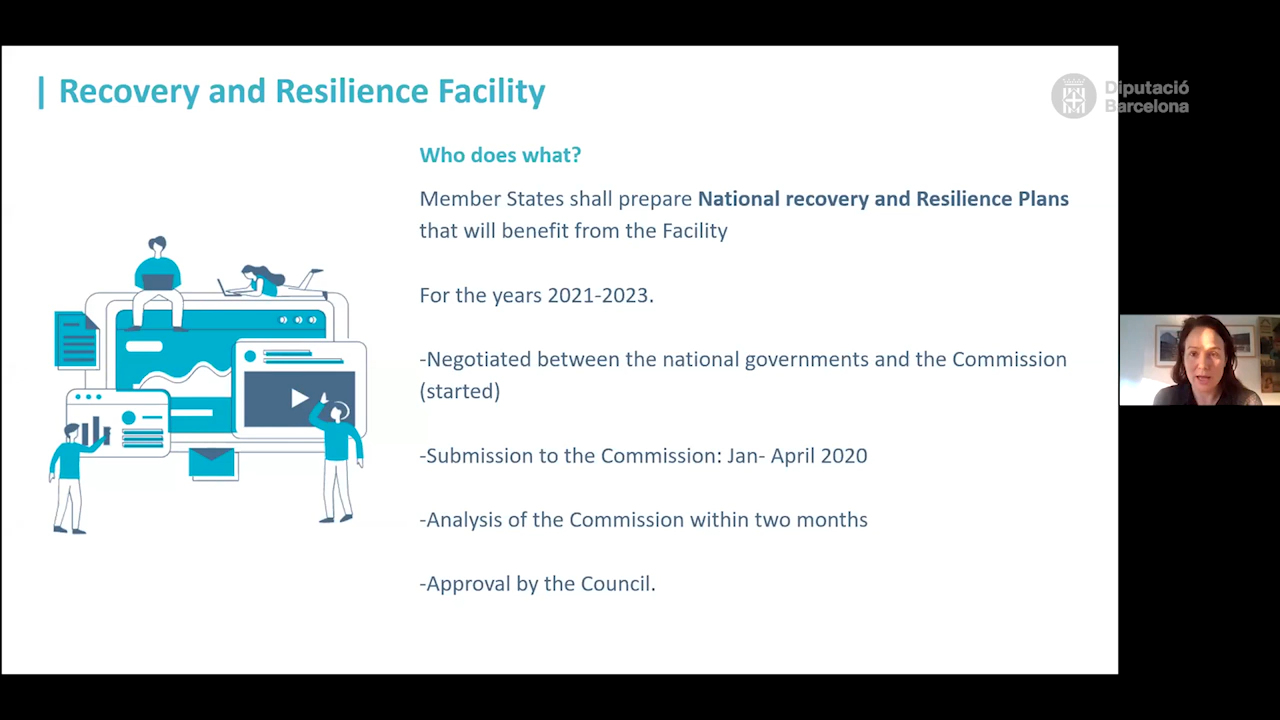 | Recovery and Resilience Facility
Diputació
Barcelona
Who does what?
Member States shall prepare National recovery and Resilience Plans
that will benefit from the Facility
For the years 2021-2023.
-Negotiated between the national governments and the Commission
(started)
-Submission to the Commission: Jan- April 2020
-Analysis of the Commission within two months
-Approval by the Council.